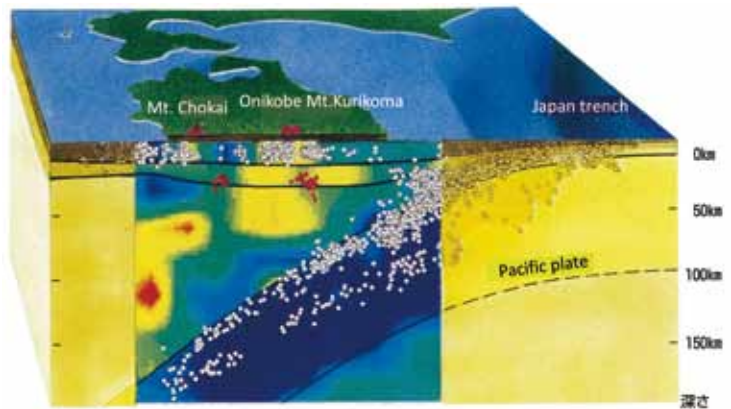 Mt. Chokai
Onikobe Mt.Kurikoma
Japan trench
0km
50km
Pacific plate
100km
150km
深さ